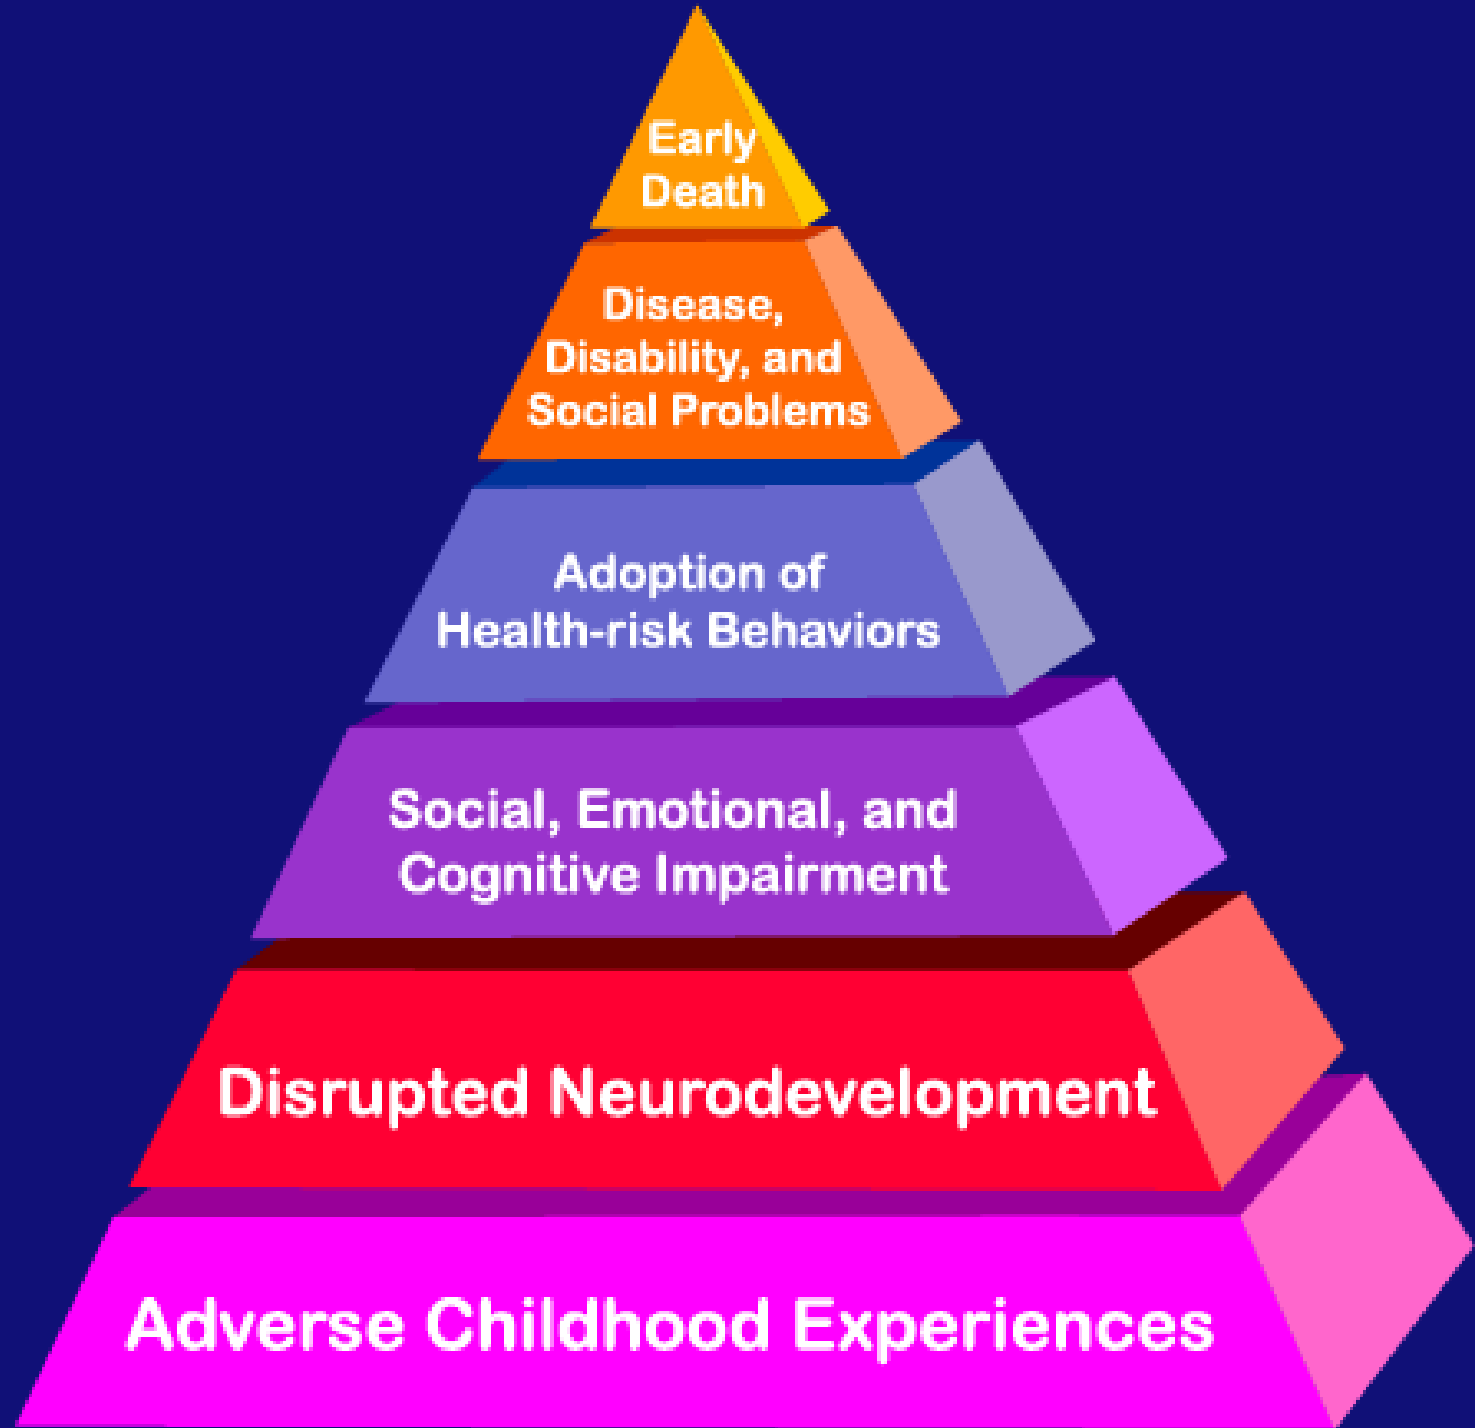 Early
Death
Disease,
Disability, and
Social Problems
Adoption of
Health-risk Behaviors
Social, Emotional, and
Cognitive Impairment
Disrupted Neurodevelopment
Adverse Childhood Experiences